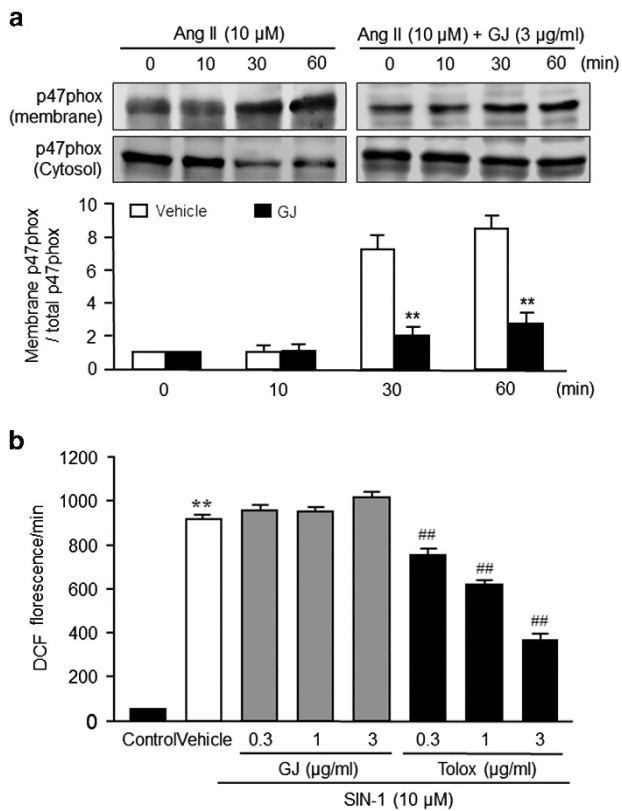 a
Ang II (10 μM)
Ang II (10 μM) + GJ (3 μg/ml)
0 10 30 60 0 10 30 60 (min)
p47phox
(membrane)
p47phox
(Cytosol)
Membrane p47phox
/ total p47phox
10
8
6
4
2
0
Vehicle
GJ
**
**
0 10 30 60 (min)
b
DCF florescence/min
1200
1000
800
600
400
200
0
**
##
##
##
Control Vehicle 0.3 1 3 0.3 1 3
GJ (μg/ml) Tolox (μg/ml)
SIN-1 (10 μM)